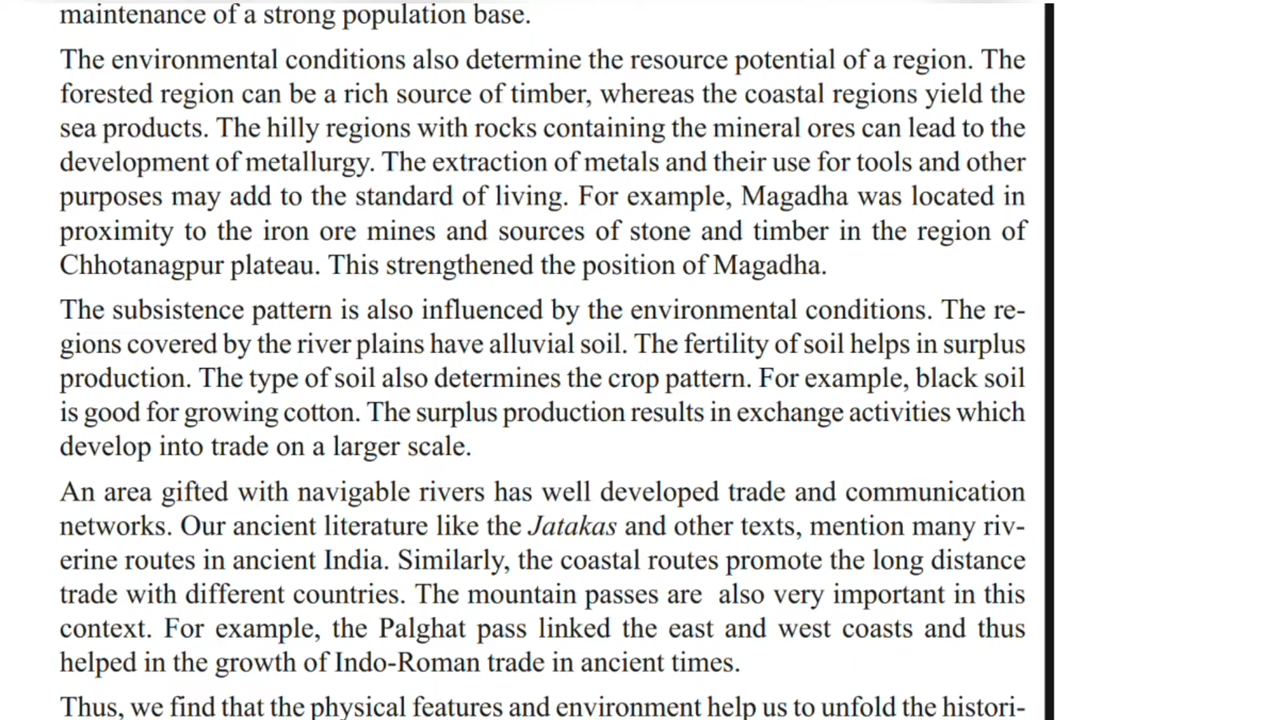 maintenance of a strong population base.
The environmental conditions also determine the resource potential of a region. The
forested region can be a rich source of timber, whereas the coastal regions yield the
sea products. The hilly regions with rocks containing the mineral ores can lead to the
development of metallurgy. The extraction of metals and their use for tools and other
purposes may add to the standard of living. For example, Magadha was located in
proximity to the iron ore mines and sources of stone and timber in the region of
Chhotanagpur plateau. This strengthened the position of Magadha.
The subsistence pattern is also influenced by the environmental conditions. The re-
gions covered by the river plains have alluvial soil. The fertility of soil helps in surplus
production. The type of soil also determines the crop pattern. For example, black soil
is good for growing cotton. The surplus production results in exchange activities which
develop into trade on a larger scale.
An area gifted with navigable rivers has well developed trade and communication
networks. Our ancient literature like the Jatakas and other texts, mention many riv-
erine routes in ancient India. Similarly, the coastal routes promote the long distance
trade with different countries. The mountain passes are also very important in this
context. For example, the Palghat pass linked the east and west coasts and thus
helped in the growth of Indo-Roman trade in ancient times.
Thus, we find that the physical features and environment help us to unfold the histori-